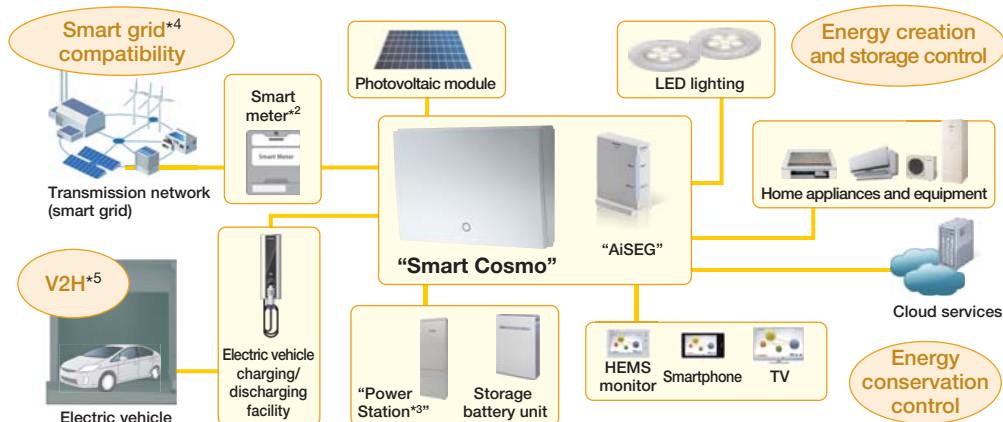 Smart grid*4
compatibility
Smart
meter*2
Smart Meter
Transmission network
(smart grid)
Photovoltaic module
LED lighting
Energy creation
and storage control
Home appliances and equipment
“Smart Cosmo”
“AiSEG”
Cloud services
V2H*5
Electric vehicle
Electric vehicle
charging/
discharging
facility
“Power
Station*3”
Storage
battery unit
HEMS
monitor
Smartphone
TV
Energy
conservation
control